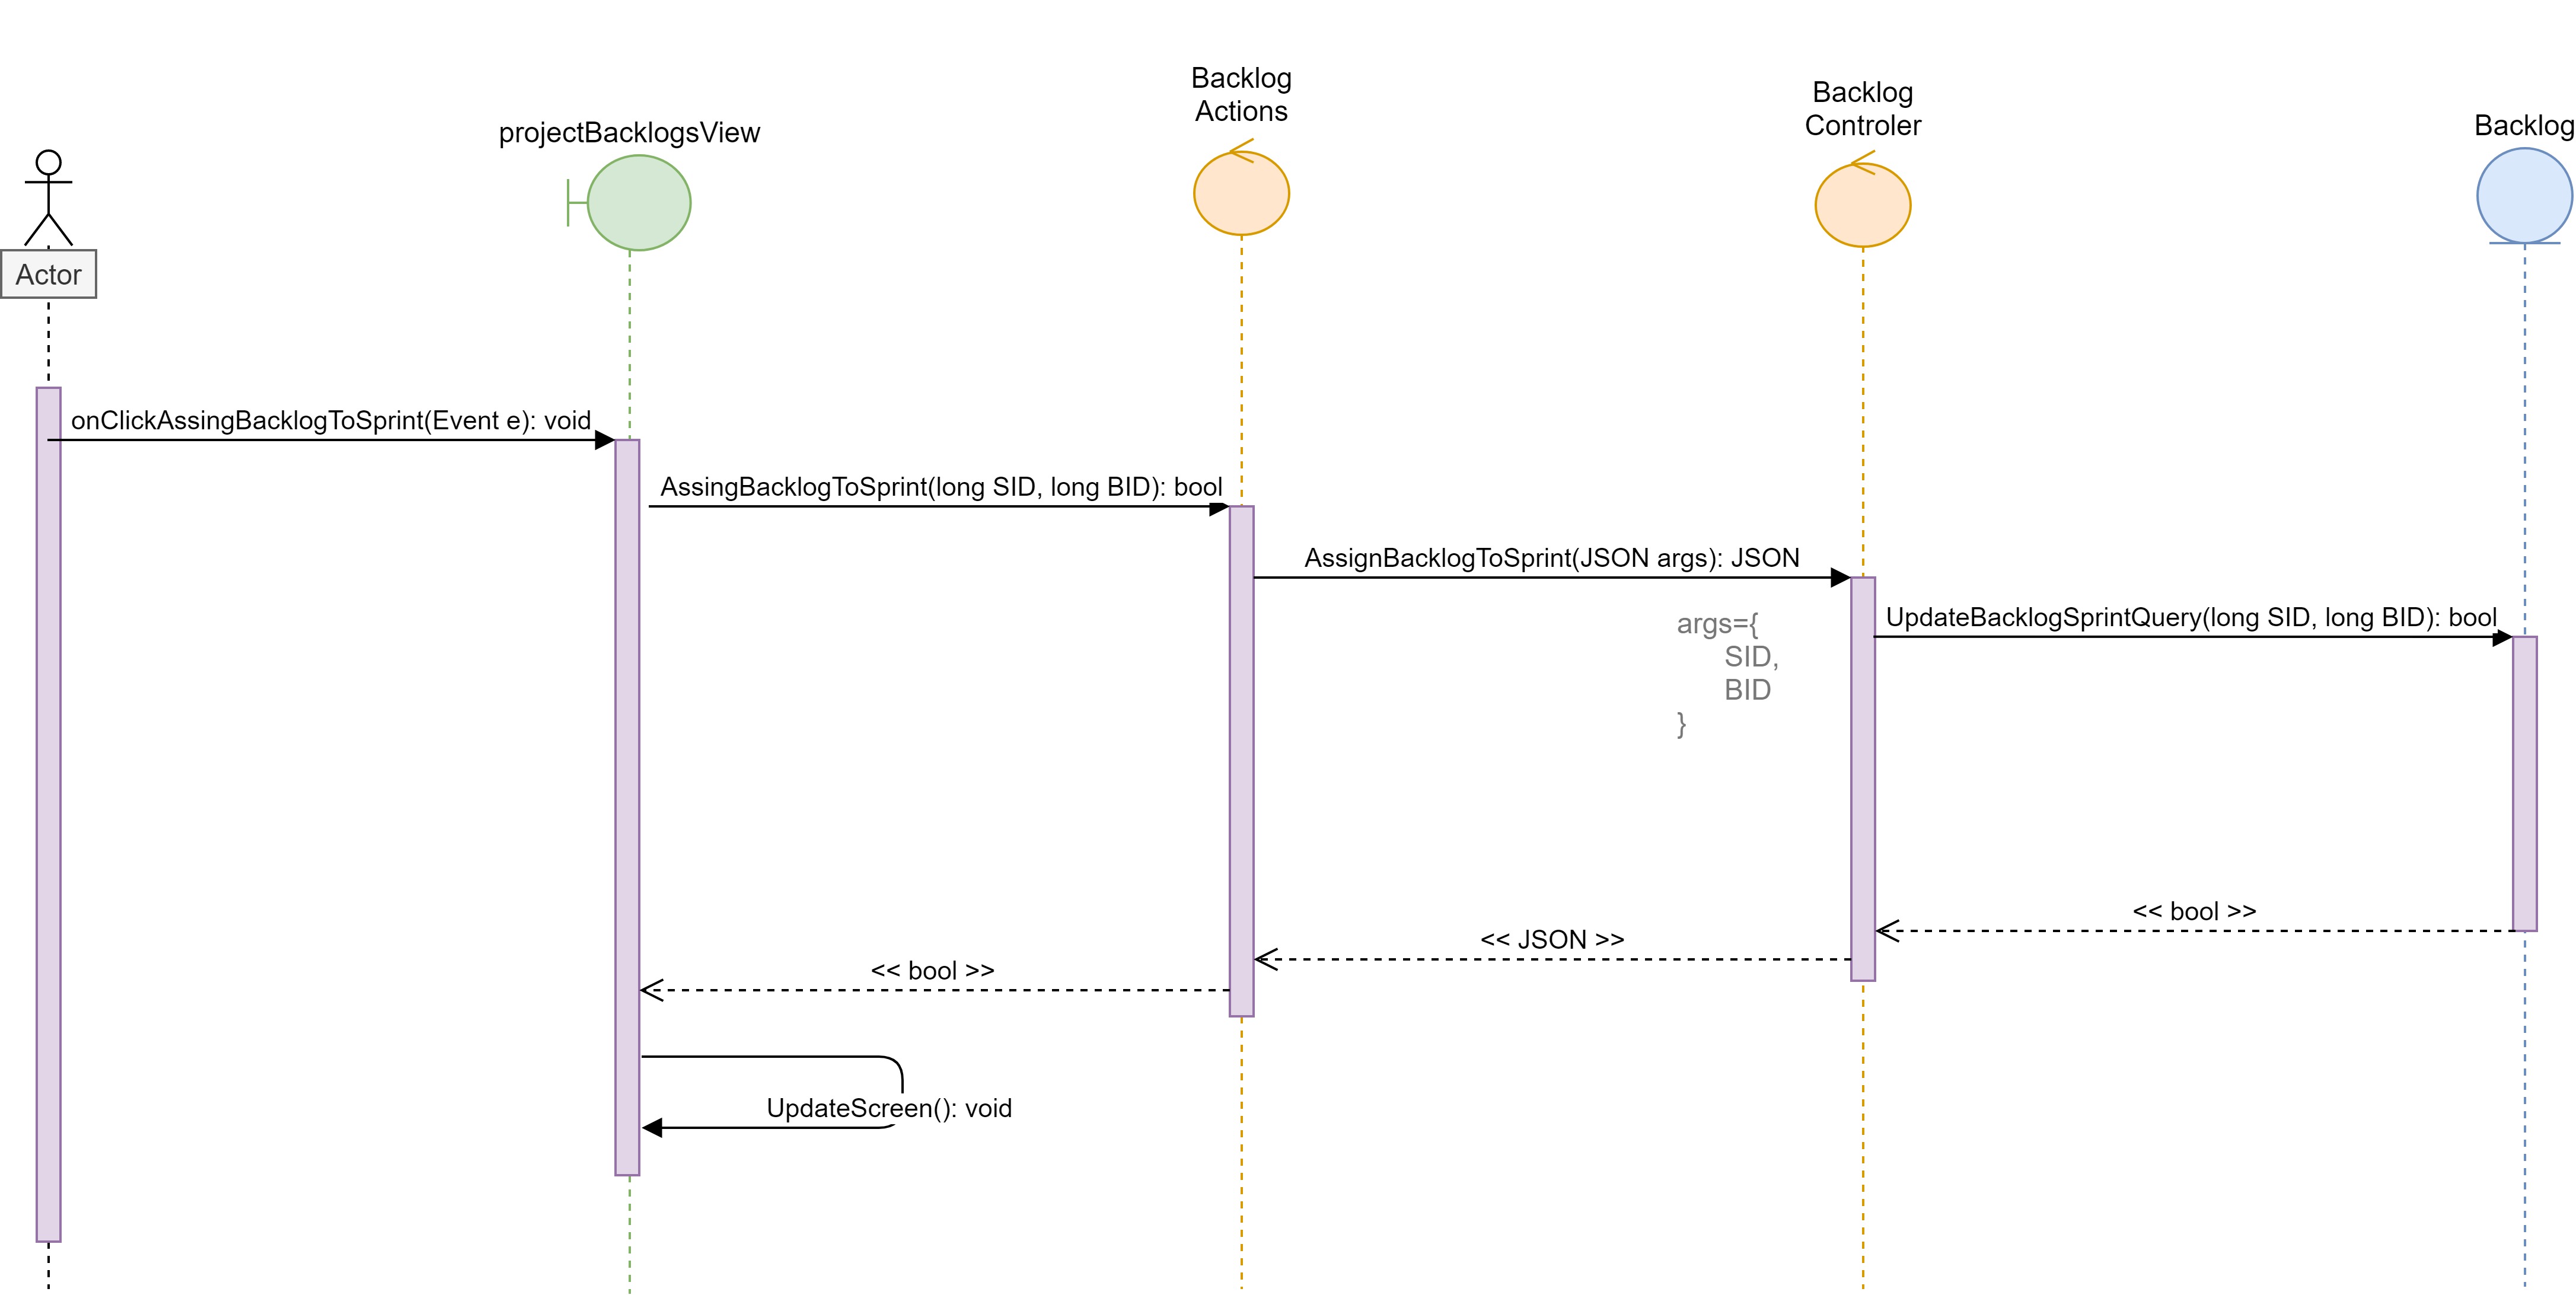 Backlog
Actions
Backlog
Controler
Backlog
projectBacklogsView
Actor
onClickAssingBacklogToSprint(Event e): void
AssingBacklogToSprint(long SID, long BID): bool
AssignBacklogToSprint(JSON args): JSON
args={
SID,
BID
}
UpdateBacklogSprintQuery(long SID, long BID): bool
<< bool >>
<< JSON >>
<< bool >>
UpdateScreen(): void